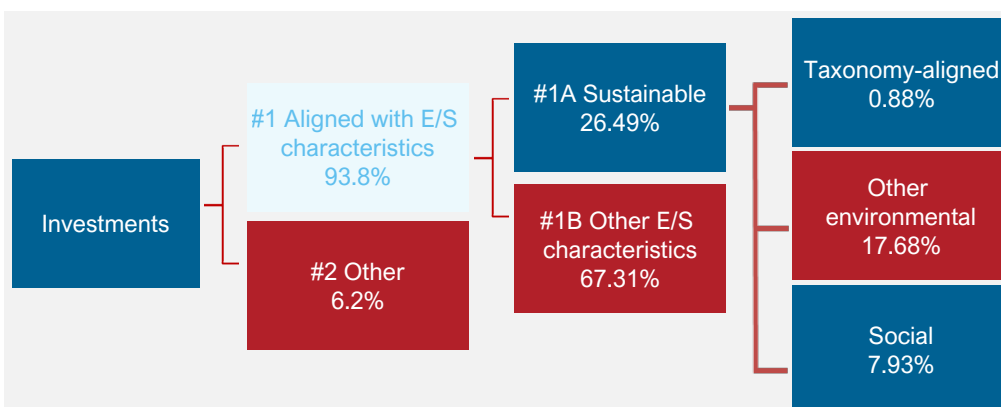 Investments
#1 Aligned with E/S
characteristics
93.8%
#2 Other
6.2%
#1A Sustainable
26.49%
#1B Other E/S
characteristics
67.31%
Taxonomy-aligned
0.88%
Other
environmental
17.68%
Social
7.93%